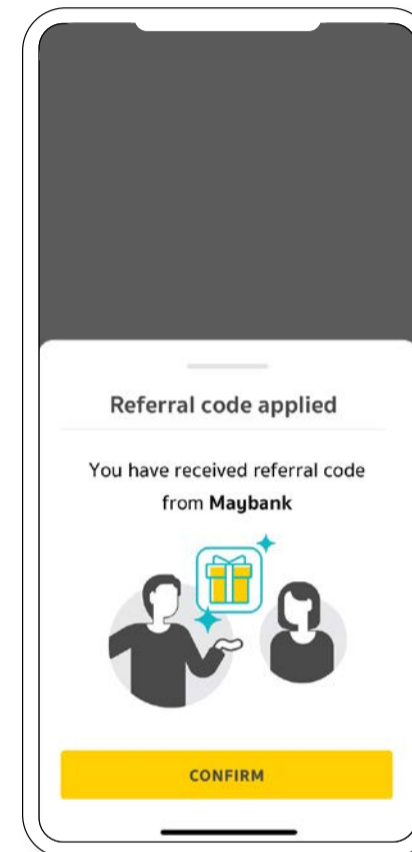 Referral code applied
You have received referral code
from Maybank
CONFIRM